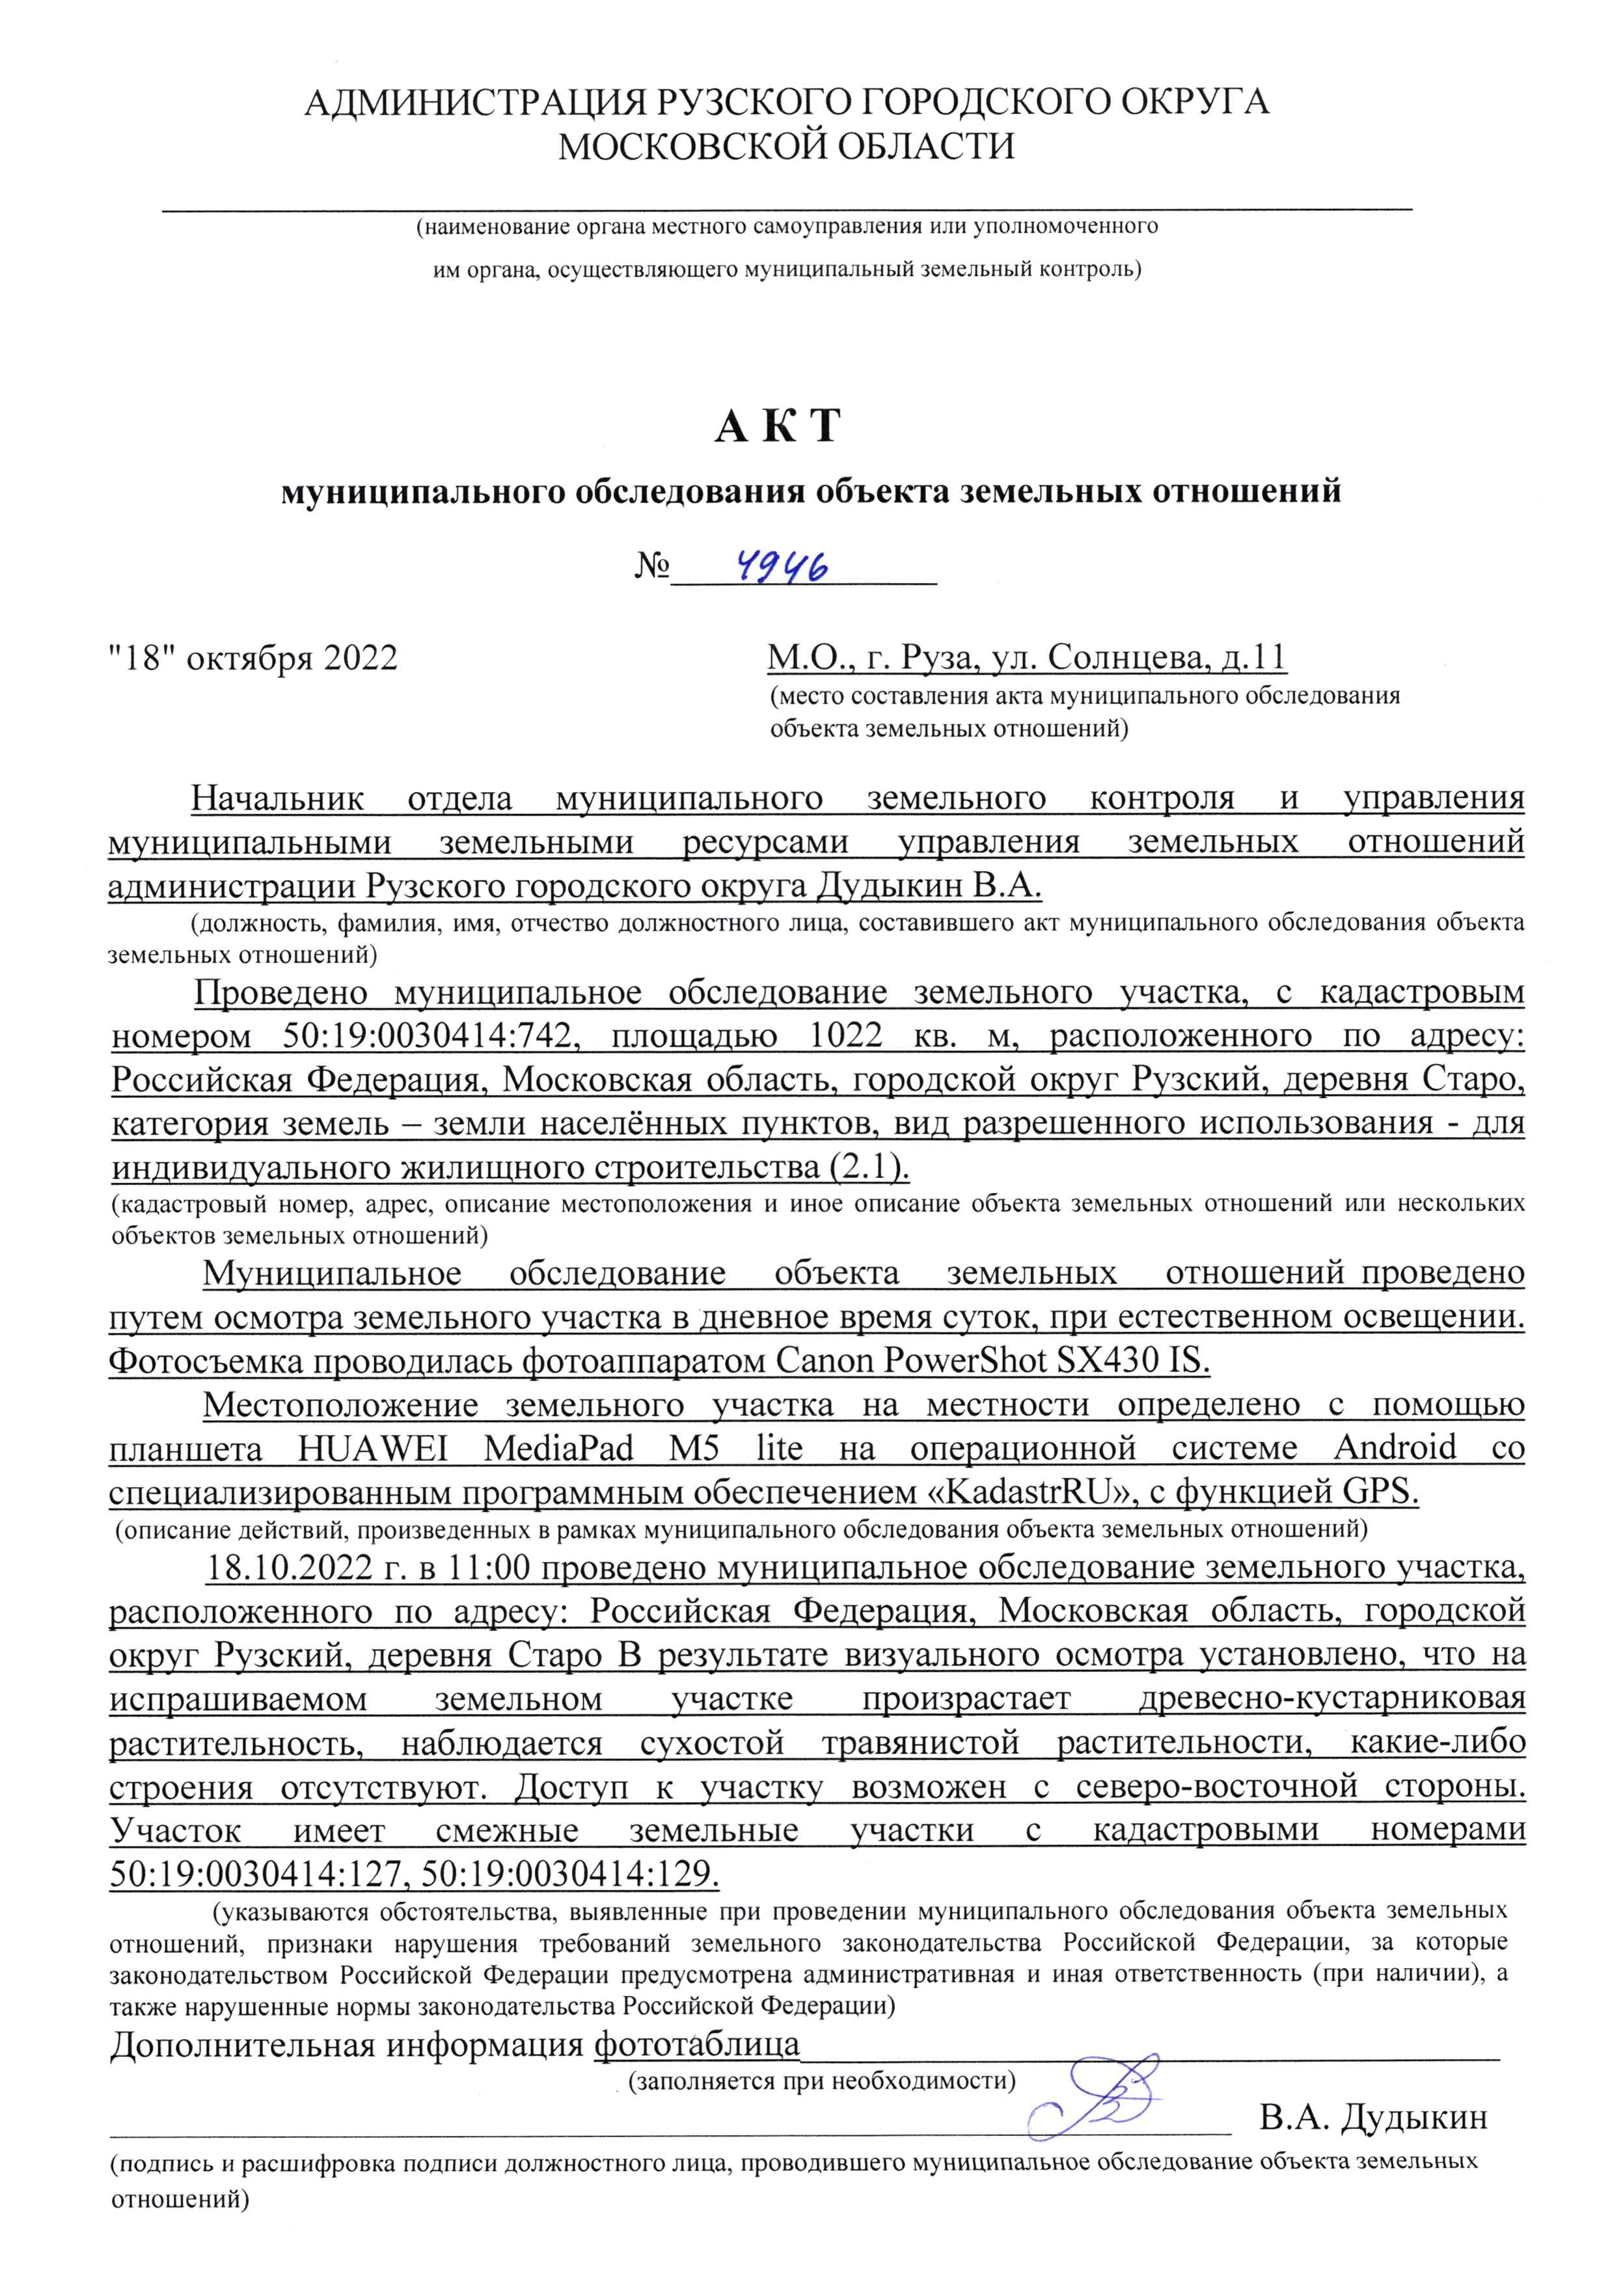 АДМИНИСТРАЦИЯ РУЗСКОГО ГОРОДСКОГО ОКРУГА
МОСКОВСКОЙ ОБЛАСТИ
(наименование органа местного самоуправления или уполномоченного
им органа, осуществляющего муниципальный земельный контроль)
А К Т
муниципального обследования объекта земельных отношений
№ 4946
"18" октября 2022 М.О., г. Руза, ул. Солнцева, д.11
(место составления акта муниципального обследования
объекта земельных отношений)
Начальник отдела муниципального земельного контроля и управления
муниципальными земельными ресурсами управления земельных отношений
администрации Рузского городского округа Дудыкин В.А.
(должность, фамилия, имя, отчество должностного лица, составившего акт муниципального обследования объекта
земельных отношений)
Проведено муниципальное обследование земельного участка, с кадастровым
номером 50:19:0030414:742, площадью 1022 кв. м, расположенного по адресу:
Российская Федерация, Московская область, городской округ Рузский, деревня Старо,
категория земель – земли населённых пунктов, вид разрешенного использования - для
индивидуального жилищного строительства (2.1).
(кадастровый номер, адрес, описание местоположения и иное описание объекта земельных отношений или нескольких
объектов земельных отношений)
Муниципальное обследование объекта земельных отношений проведено
путем осмотра земельного участка в дневное время суток, при естественном освещении.
Фотосъемка проводилась фотоаппаратом Canon PowerShot SX430 IS.
Местоположение земельного участка на местности определено с помощью
планшета HUAWEI MediaPad M5 lite на операционной системе Android со
специализированным программным обеспечением «KadastrRU», с функцией GPS.
(описание действий, произведенных в рамках муниципального обследования объекта земельных отношений)
18.10.2022 г. в 11:00 проведено муниципальное обследование земельного участка,
расположенного по адресу: Российская Федерация, Московская область, городской
округ Рузский, деревня Старо В результате визуального осмотра установлено, что на
испрашиваемом земельном участке произрастает древесно-кустарниковая
растительность, наблюдается сухостой травянистой растительности, какие-либо
строения отсутствуют. Доступ к участку возможен с северо-восточной стороны.
Участок имеет смежные земельные участки с кадастровыми номерами
50:19:0030414:127, 50:19:0030414:129.
(указываются обстоятельства, выявленные при проведении муниципального обследования объекта земельных
отношений, признаки нарушения требований земельного законодательства Российской Федерации, за которые
законодательством Российской Федерации предусмотрена административная и иная ответственность (при наличии), а
также нарушенные нормы законодательства Российской Федерации)
Дополнительная информация фототаблица
(заполняется при необходимости)
В.А. Дудыкин
(подпись и расшифровка подписи должностного лица, проводившего муниципальное обследование объекта земельных
отношений)